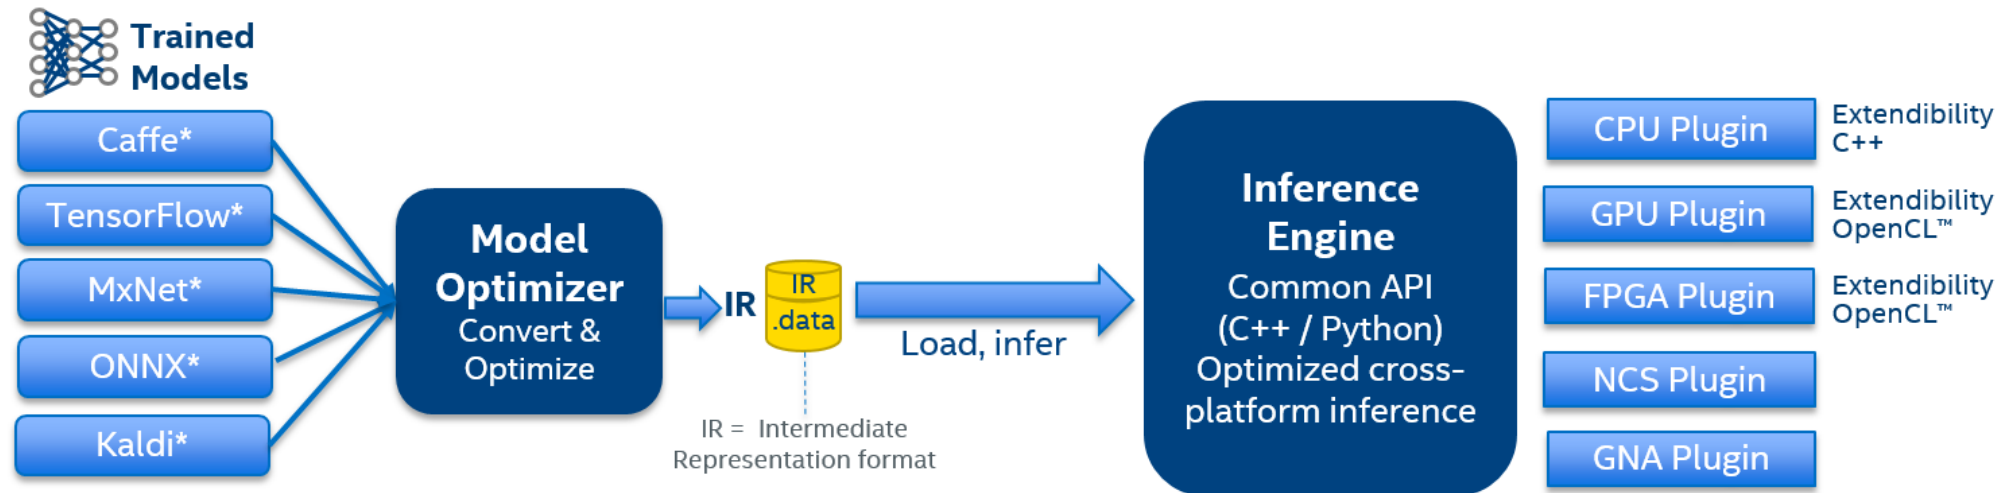 Trained
Models
Caffe*
TensorFlow*
MxNet*
ONNX*
Kaldi*
Model
Optimizer
Convert &
Optimize
IR
IR
.data
IR = Intermediate
Representation format
Load, infer
Inference
Engine
Common API
(C++ / Python)
Optimized cross-
platform inference
CPU Plugin
Extendibility
C++
GPU Plugin
Extendibility
OpenCL™
FPGA Plugin
Extendibility
OpenCL™
NCS Plugin
GNA Plugin